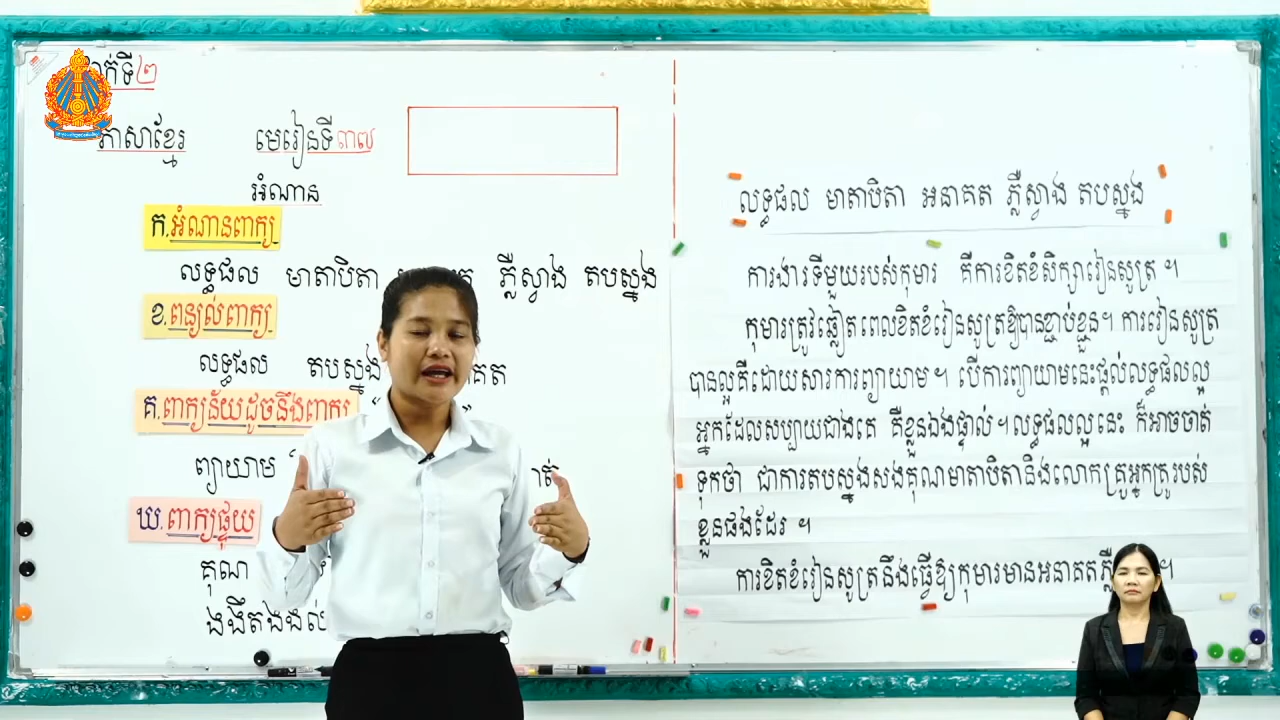 ទី២
ភាសាខ្មែរ
មេរៀនទី៣៧
អំណាន
ក.អំណានពាក្យ
លទ្ធផល មាតាបិតា ភ្លឺស្វាង តបស្នង
ខ.ពន្យល់ពាក្យ
លទ្ធផល តបស្នង
គ.ពាក្យន័យដូចនឹងពាក្យ
ព្យាយាម
ឃ.ពាក្យផ្ទុយ
គុណ
ងងឹតងងល់
លទ្ធផល មាតាបិតា អនាគត ភ្លឺស្វាង តបស្នង
ការងារទីមួយរបស់កុមារ គឺការខិតខំសិក្សារៀនសូត្រ ។
កុមារត្រូវឆ្លៀតពេលខិតខំរៀនសូត្រឱ្យបានខ្ជាប់ខ្ជួន។ ការរៀនសូត្រ
បានល្អគឺដោយសារការព្យាយាម។ បើការព្យាយាមនេះផ្ដល់លទ្ធផលល្អ
អ្នកដែលសប្បាយជាងគេ គឺខ្លួនឯងផ្ទាល់។លទ្ធផលល្អនេះ ក៏អាចចាត់
ទុកថា ជាការតបស្នងសងគុណមាតាបិតានិងលោកគ្រូអ្នកគ្រូរបស់
ខ្លួនផងដែរ ។
ការខិតខំរៀនសូត្រនឹងធ្វើឱ្យកុមារមានអនាគតភ្លឺ ។